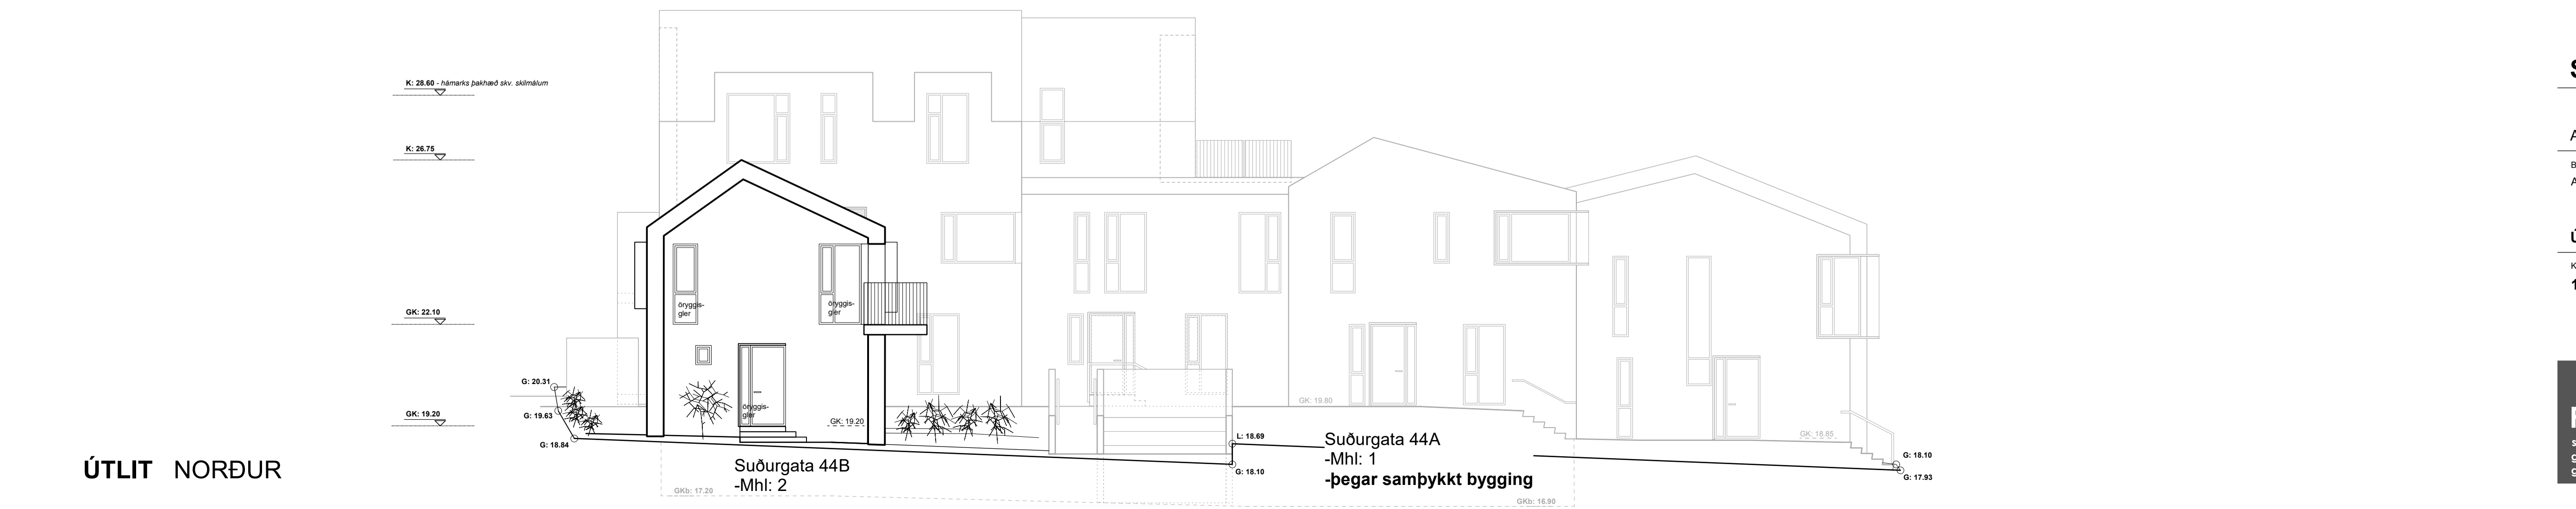 K: 28.60 - hámarks þakhæð skv. skilmálum
K: 26.75
GK: 22.10
GK: 19.20
G: 20.31
G: 19.63
G: 18.84
öryggis-
gler
öryggis-
gler
öryggis-
gler
GK: 19.20
GK: 19.80
GK: 18.85
L: 18.69
G: 18.10
G: 18.10
G: 17.93
GKb: 17.20
GKb: 16.90
Suðurgata 44B
-Mhl: 2
Suðurgata 44A
-Mhl: 1
-þegar samþykkt bygging
ÚTLIT NORÐUR